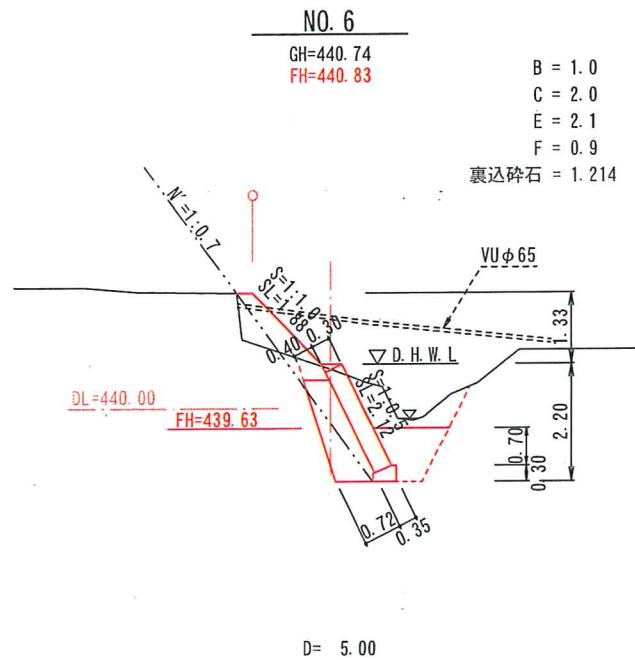 NO. 6
GH=440.74
FH=440.83
B = 1.0
C = 2.0
E = 2.1
F = 0.9
裏込砕石 = 1.214
N'=1:0.7
VUφ65
S=1:1.0
SL=1.88
1.33
0.40
0.30
▽ D.H.W.L
S=1:0.5
SL=2.12
DL=440.00
FH=439.63
2.20
0.70
0.30
0.72
0.35
D= 5.00